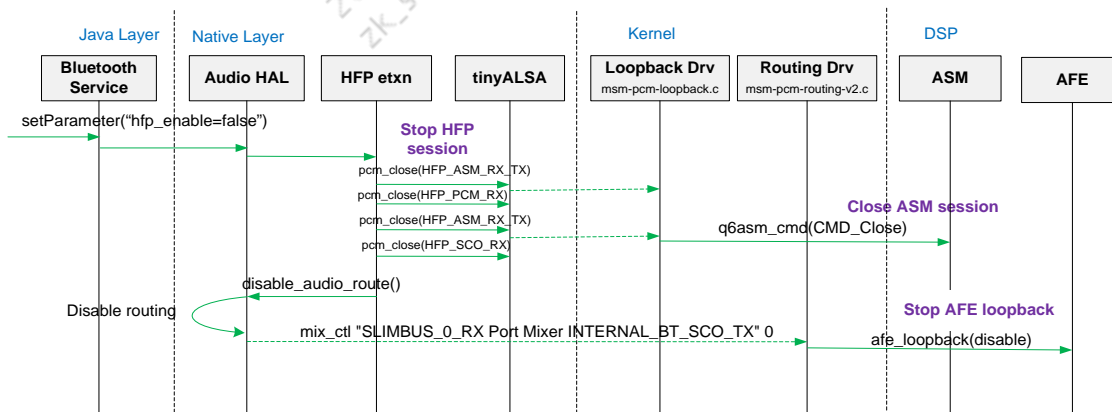 Java Layer
Native Layer
Kernel
DSP
Bluetooth
Service
Audio HAL
HFP etxn
tinyALSA
Loopback Drv
msm-pcm-loopback.c
Routing Drv
msm-pcm-routing-v2.c
ASM
AFE
setParameter(“hfp_enable=false”)
Stop HFP
session
pcm_close(HFP_ASM_RX_TX)
pcm_close(HFP_PCM_RX)
pcm_close(HFP_ASM_RX_TX)
pcm_close(HFP_SCO_RX)
Close ASM session
q6asm_cmd(CMD_Close)
disable_audio_route()
Disable routing
Stop AFE loopback
mix_ctl "SLIMBUS_0_RX Port Mixer INTERNAL_BT_SCO_TX" 0
afe_loopback(disable)